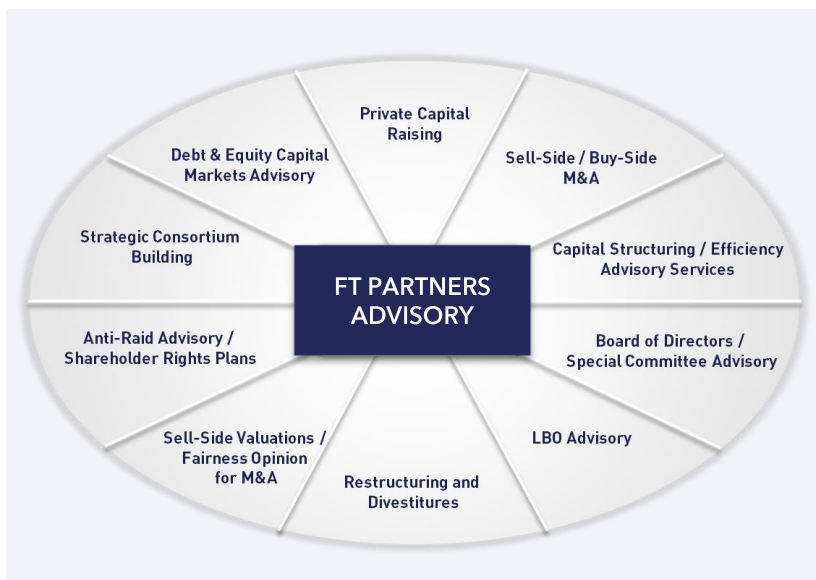 Private Capital
Raising
Debt & Equity Capital
Markets Advisory
Sell-Side / Buy-Side
M&A
Strategic Consortium
Building
Capital Structuring / Efficiency
Advisory Services
FT PARTNERS
ADVISORY
Anti-Raid Advisory /
Shareholder Rights Plans
Board of Directors /
Special Committee Advisory
Sell-Side Valuations /
Fairness Opinion
for M&A
LBO Advisory
Restructuring and
Divestitures